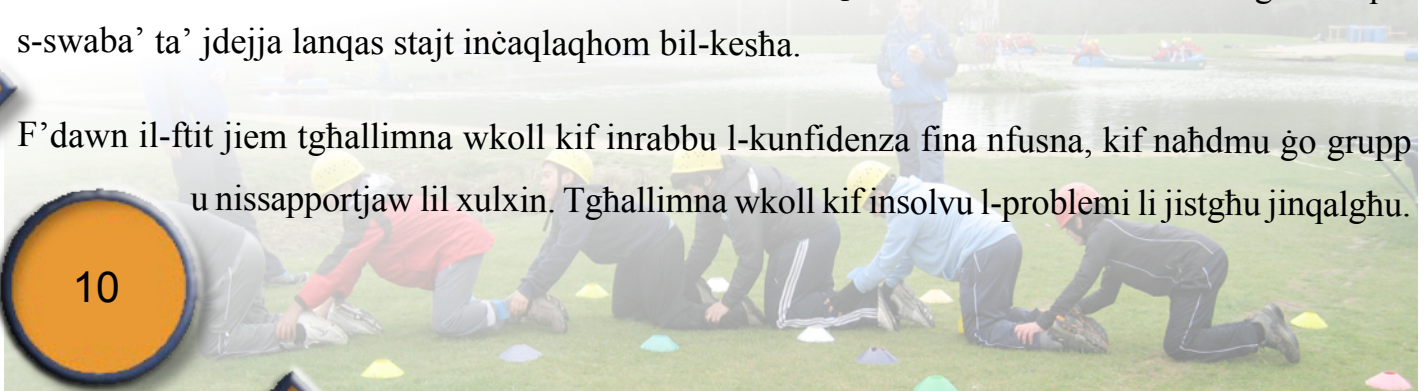 s-swaba’ ta’ jdejja lanqas stajt inċaqlaqhom bil-kesħa.
F’dawn il-ftit jiem tgħallimna wkoll kif inrabbu l-kunfidenza fina nfusna, kif naħdmu ġo grupp
u nissapportjaw lil xulxin. Tgħallimna wkoll kif insolvu l-problemi li jistgħu jinqalgħu.
10